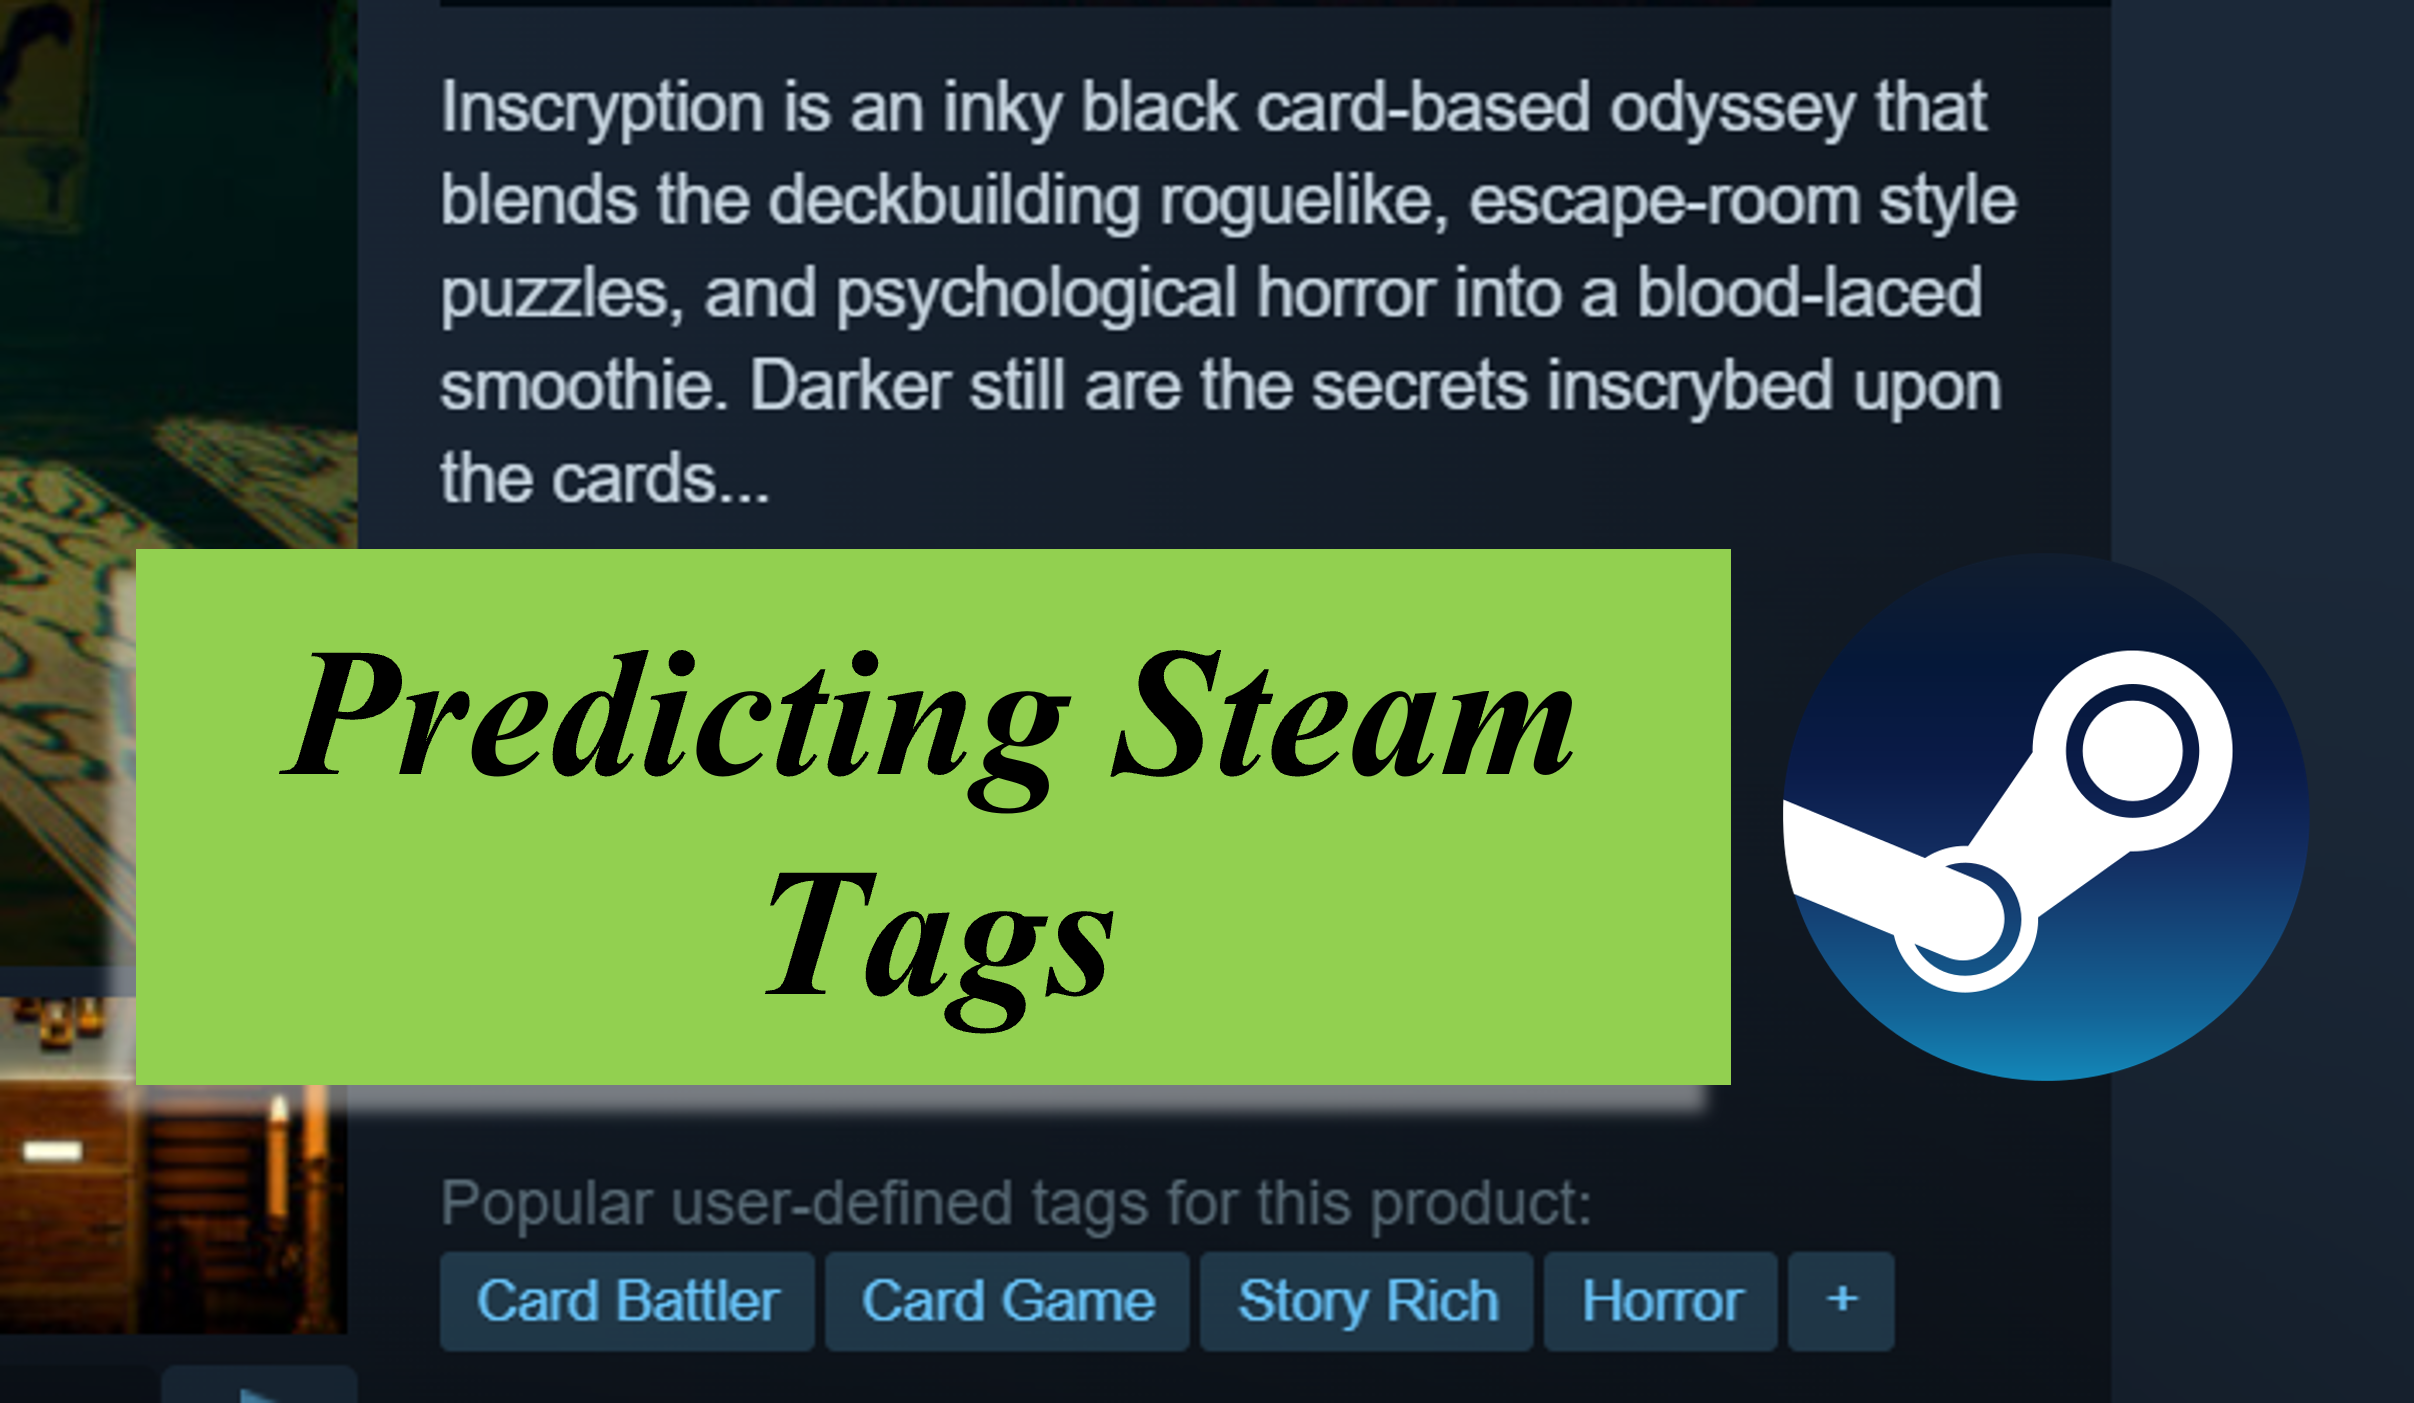 Inscryption is an inky black card-based odyssey that
blends the deckbuilding roguelike, escape-room style
puzzles, and psychological horror into a blood-laced
smoothie. Darker still are the secrets inscrybed upon
the cards...
Predicting Steam
Tags
Popular user-defined tags for this product:
Card Battler Card Game Story Rich Horror +